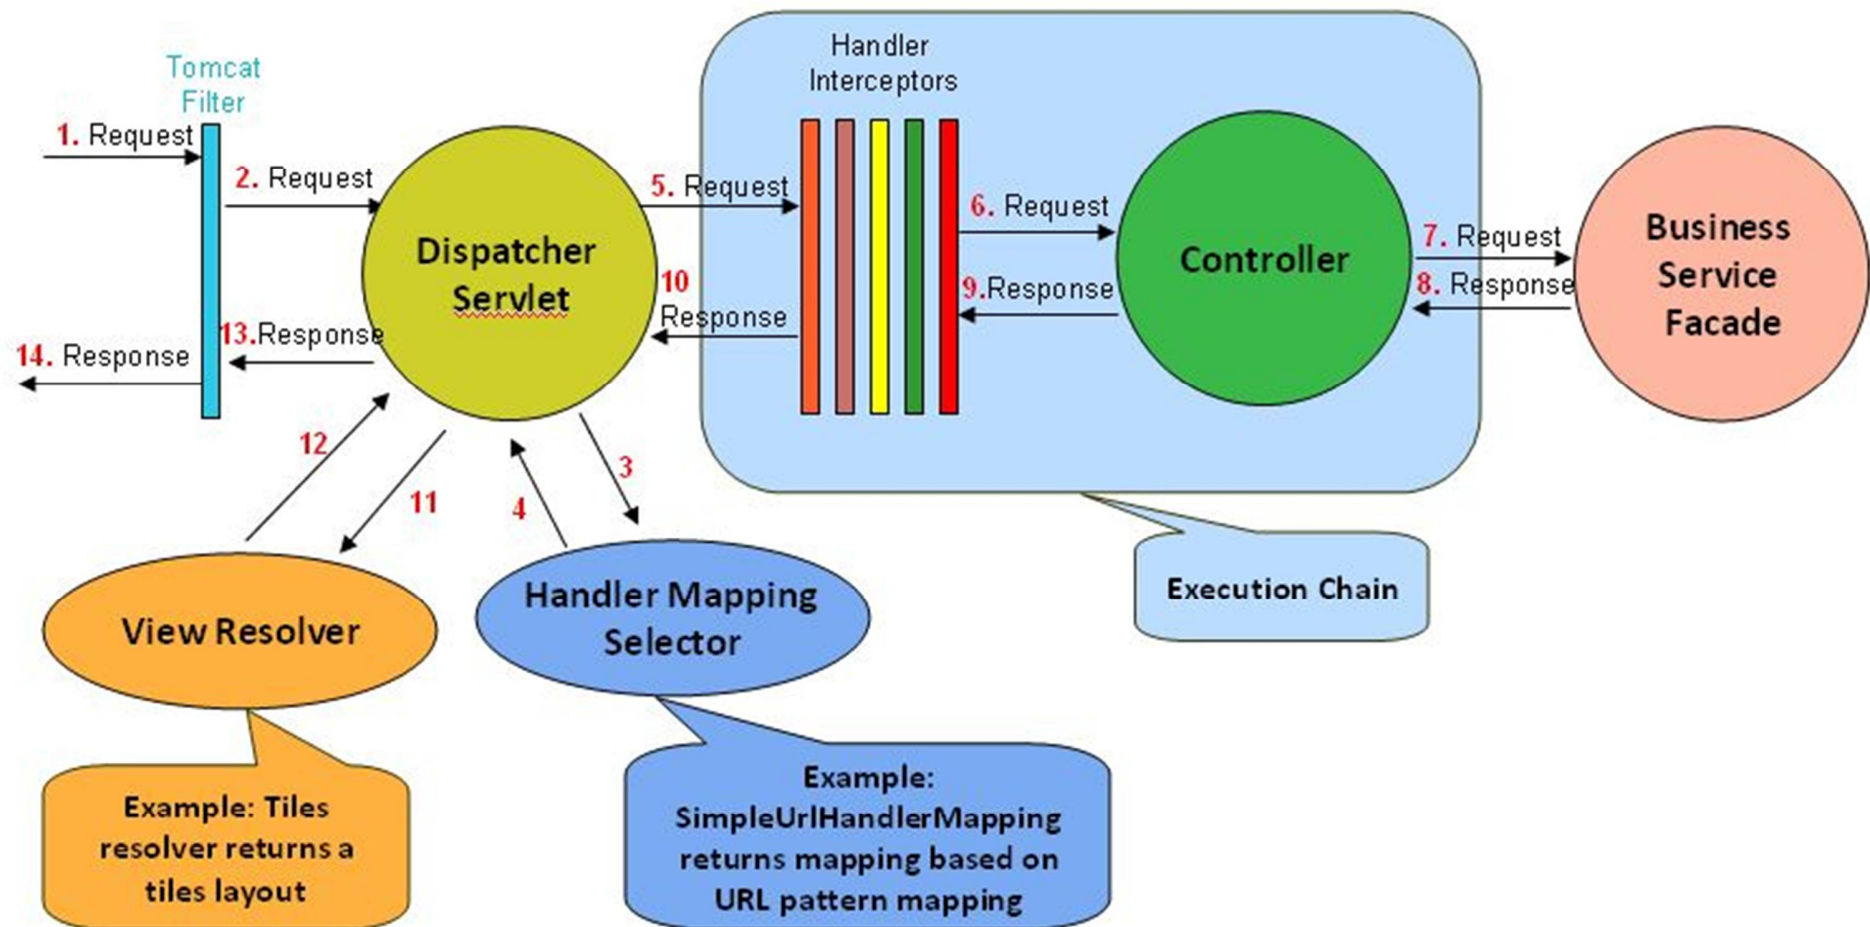 Tomcat
Filter
1. Request
2. Request
Dispatcher
Servlet
13.Response
14. Response
Handler
Interceptors
5. Request
10
Response
6. Request
9.Response
Controller
7. Request
8. Response
Business
Service
Facade
12
11
4
3
View Resolver
Handler Mapping
Selector
Execution Chain
Example: Tiles
resolver returns a
tiles layout
Example:
SimpleUrlHandlerMapping
returns mapping based on
URL pattern mapping